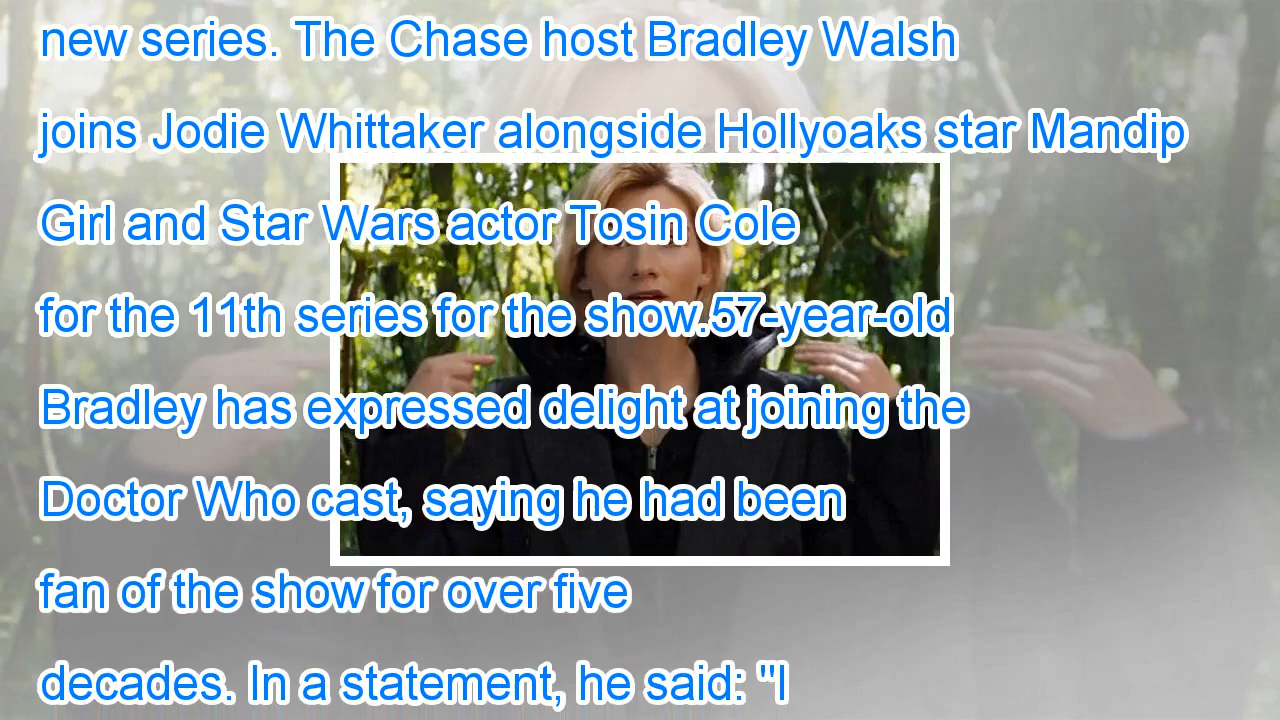 new series. The Chase host Bradley Walsh
joins Jodie Whittaker alongside Hollyoaks star Mandip
Girl and Star Wars actor Tosin Cole
for the 11th series for the show.57-year-old
Bradley has expressed delight at joining the
Doctor Who cast, saying he had been
fan of the show for over five
decades. In a statement, he said: "I